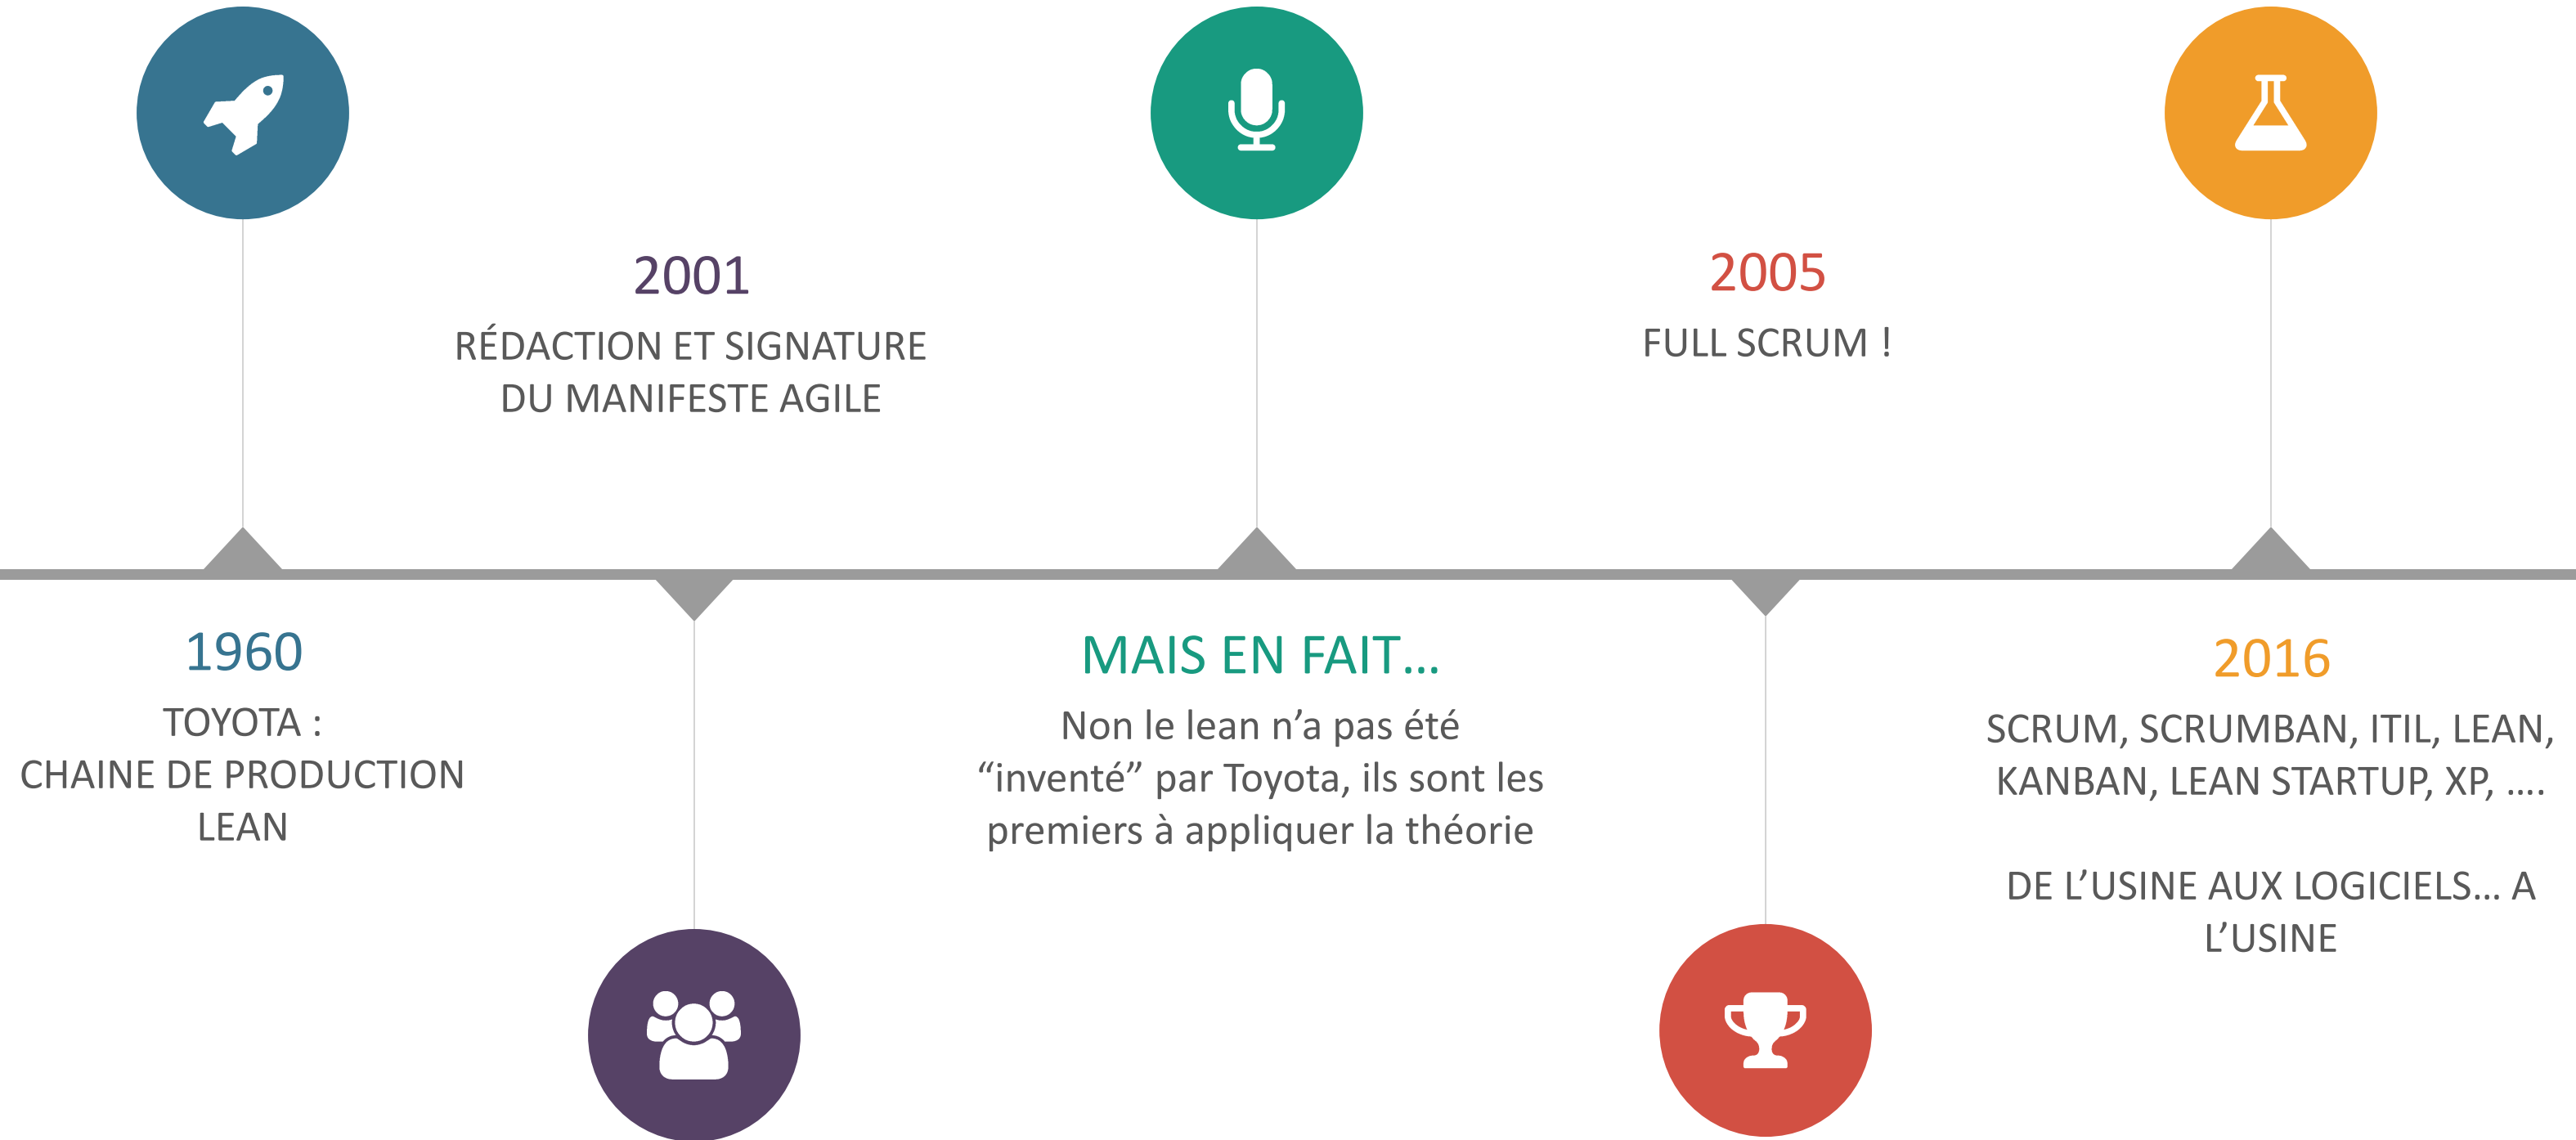 1960
TOYOTA :
CHAINE DE PRODUCTION
LEAN
2001
RÉDACTION ET SIGNATURE
DU MANIFESTE AGILE
MAIS EN FAIT...
Non le lean n’a pas été
“inventé” par Toyota, ils sont les
premiers à appliquer la théorie
2005
FULL SCRUM !
2016
SCRUM, SCRUMBAN, ITIL, LEAN,
KANBAN, LEAN STARTUP, XP, ….
DE L’USINE AUX LOGICIELS… A
L’USINE